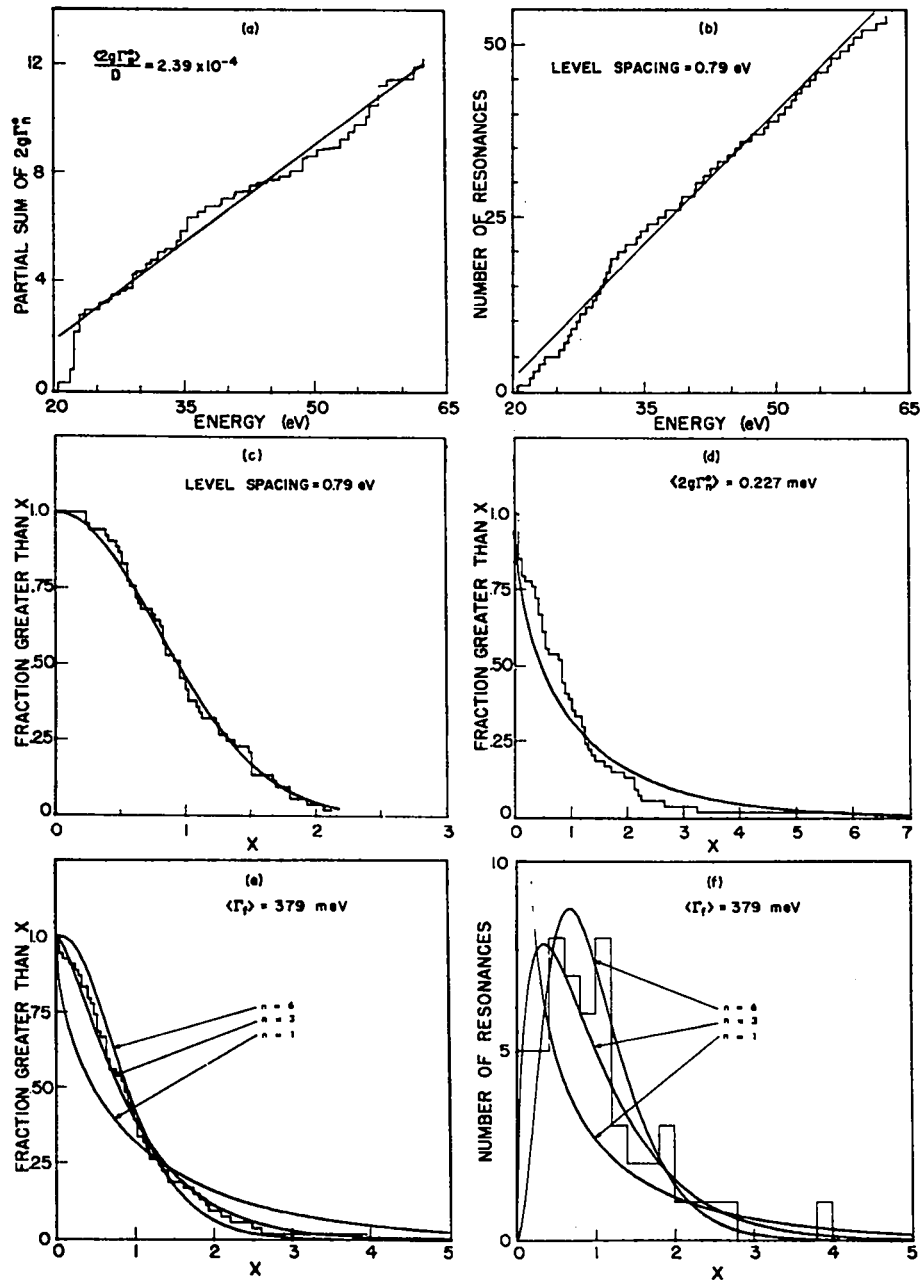 (a)
⟨2gΓₙ°⟩
D
= 2.39 x10⁻⁴
PARTIAL SUM OF 2gΓₙ°
12
8
4
0
20
35
50
65
ENERGY (eV)
(b)
LEVEL SPACING = 0.79 eV
NUMBER OF RESONANCES
50
25
0
20
35
50
65
ENERGY (eV)
(c)
LEVEL SPACING = 0.79 eV
FRACTION GREATER THAN X
1.0
.75
.50
.25
0
0
1
2
3
X
(d)
⟨2gΓₙ°⟩ = 0.227 meV
FRACTION GREATER THAN X
1.0
.75
.50
.25
0
0
1
2
3
4
5
6
7
X
(e)
⟨Γf⟩ = 379 meV
FRACTION GREATER THAN X
1.0
.75
.50
.25
0
n = 6
n = 3
n = 1
0
1
2
3
4
5
X
(f)
⟨Γf⟩ = 379 meV
NUMBER OF RESONANCES
10
5
0
n = 6
n = 3
n = 1
0
1
2
3
4
5
X